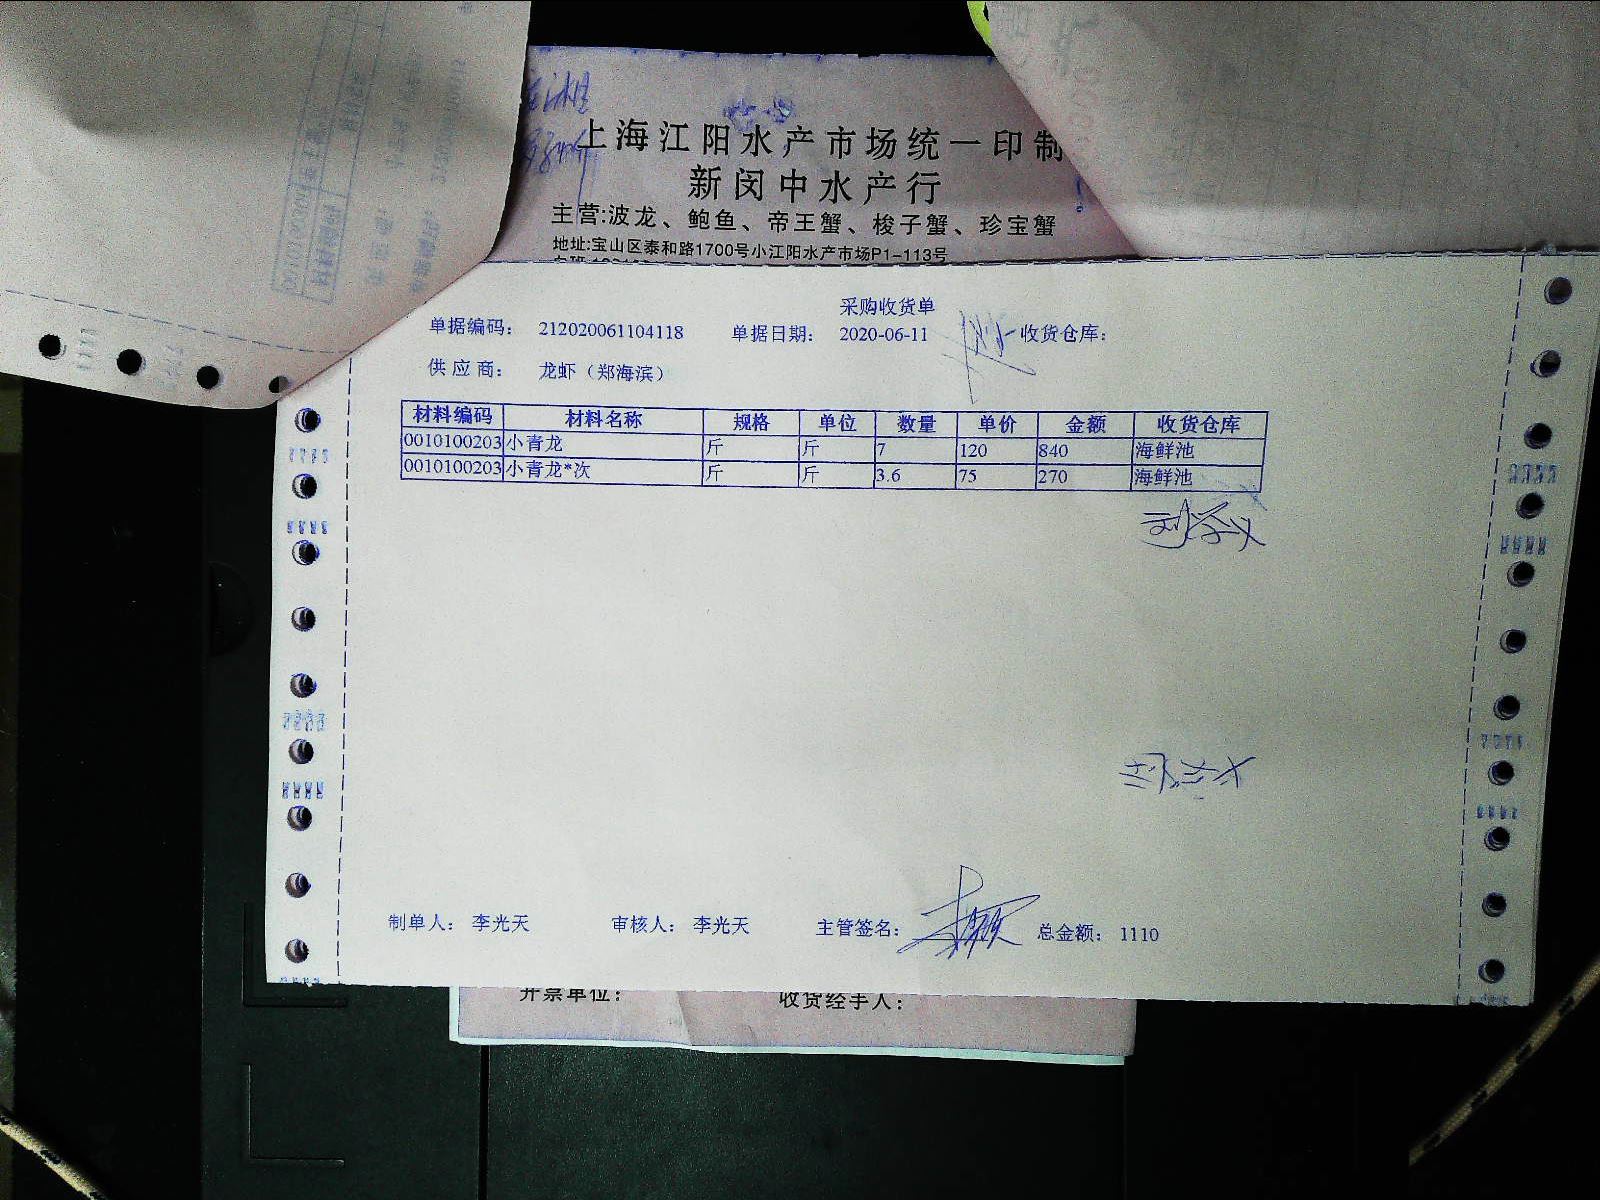 上海江阳水产市场统一印制
新闵中水产行
主营:波龙、鲍鱼、帝王蟹、梭子蟹、珍宝蟹
地址:宝山区泰和路1700号小江阳水产市场P1-113号
采购收货单
单据编码: 212020061104118 单据日期: 2020-06-11 收货仓库:
供应商: 龙虾（郑海滨）
材料编码 材料名称 规格 单位 数量 单价 金额 收货仓库
0010100203 小青龙 斤 斤 7 120 840 海鲜池
0010100203 小青龙*次 斤 斤 3.6 75 270 海鲜池
制单人: 李光天 审核人: 李光天 主管签名: 总金额: 1110
开票单位: 收货经手人: